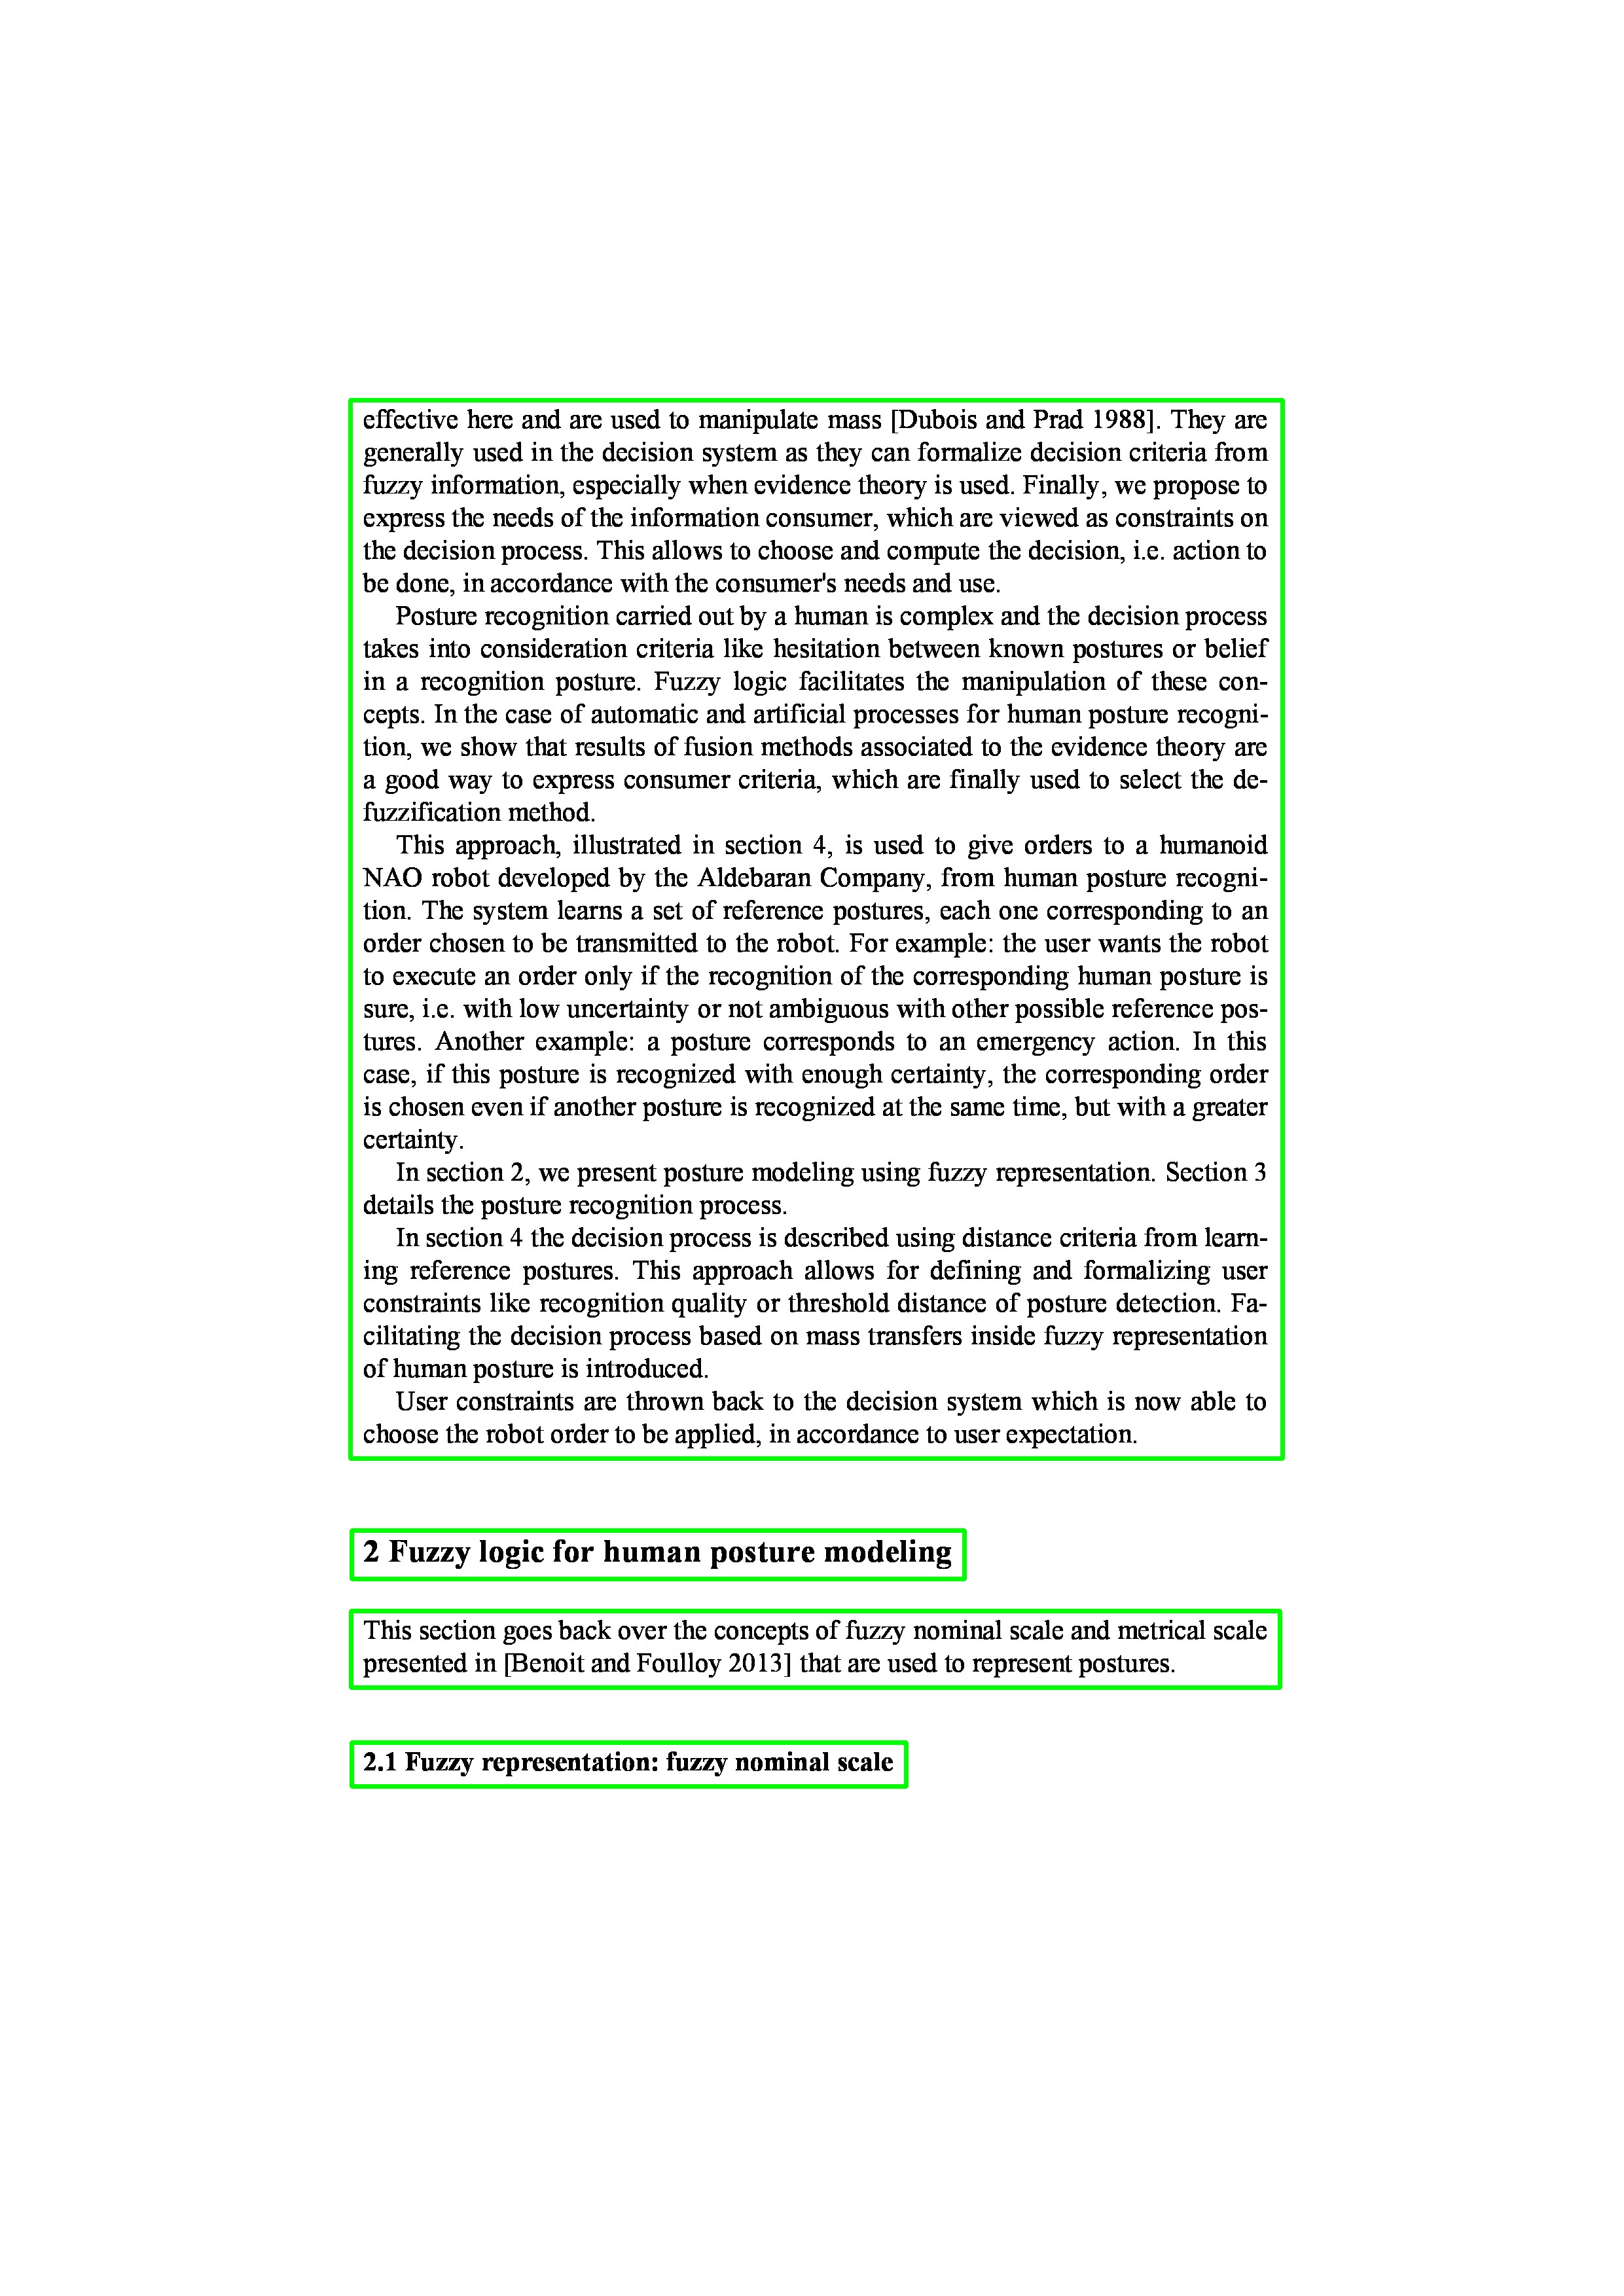 effective here and are used to manipulate mass [Dubois and Prad 1988]. They are
generally used in the decision system as they can formalize decision criteria from
fuzzy information, especially when evidence theory is used. Finally, we propose to
express the needs of the information consumer, which are viewed as constraints on
the decision process. This allows to choose and compute the decision, i.e. action to
be done, in accordance with the consumer's needs and use.
Posture recognition carried out by a human is complex and the decision process
takes into consideration criteria like hesitation between known postures or belief
in a recognition posture. Fuzzy logic facilitates the manipulation of these con-
cepts. In the case of automatic and artificial processes for human posture recogni-
tion, we show that results of fusion methods associated to the evidence theory are
a good way to express consumer criteria, which are finally used to select the de-
fuzzification method.
This approach, illustrated in section 4, is used to give orders to a humanoid
NAO robot developed by the Aldebaran Company, from human posture recogni-
tion. The system learns a set of reference postures, each one corresponding to an
order chosen to be transmitted to the robot. For example: the user wants the robot
to execute an order only if the recognition of the corresponding human posture is
sure, i.e. with low uncertainty or not ambiguous with other possible reference pos-
tures. Another example: a posture corresponds to an emergency action. In this
case, if this posture is recognized with enough certainty, the corresponding order
is chosen even if another posture is recognized at the same time, but with a greater
certainty.
In section 2, we present posture modeling using fuzzy representation. Section 3
details the posture recognition process.
In section 4 the decision process is described using distance criteria from learn-
ing reference postures. This approach allows for defining and formalizing user
constraints like recognition quality or threshold distance of posture detection. Fa-
cilitating the decision process based on mass transfers inside fuzzy representation
of human posture is introduced.
User constraints are thrown back to the decision system which is now able to
choose the robot order to be applied, in accordance to user expectation.
2 Fuzzy logic for human posture modeling
This section goes back over the concepts of fuzzy nominal scale and metrical scale
presented in [Benoit and Foulloy 2013] that are used to represent postures.
2.1 Fuzzy representation: fuzzy nominal scale